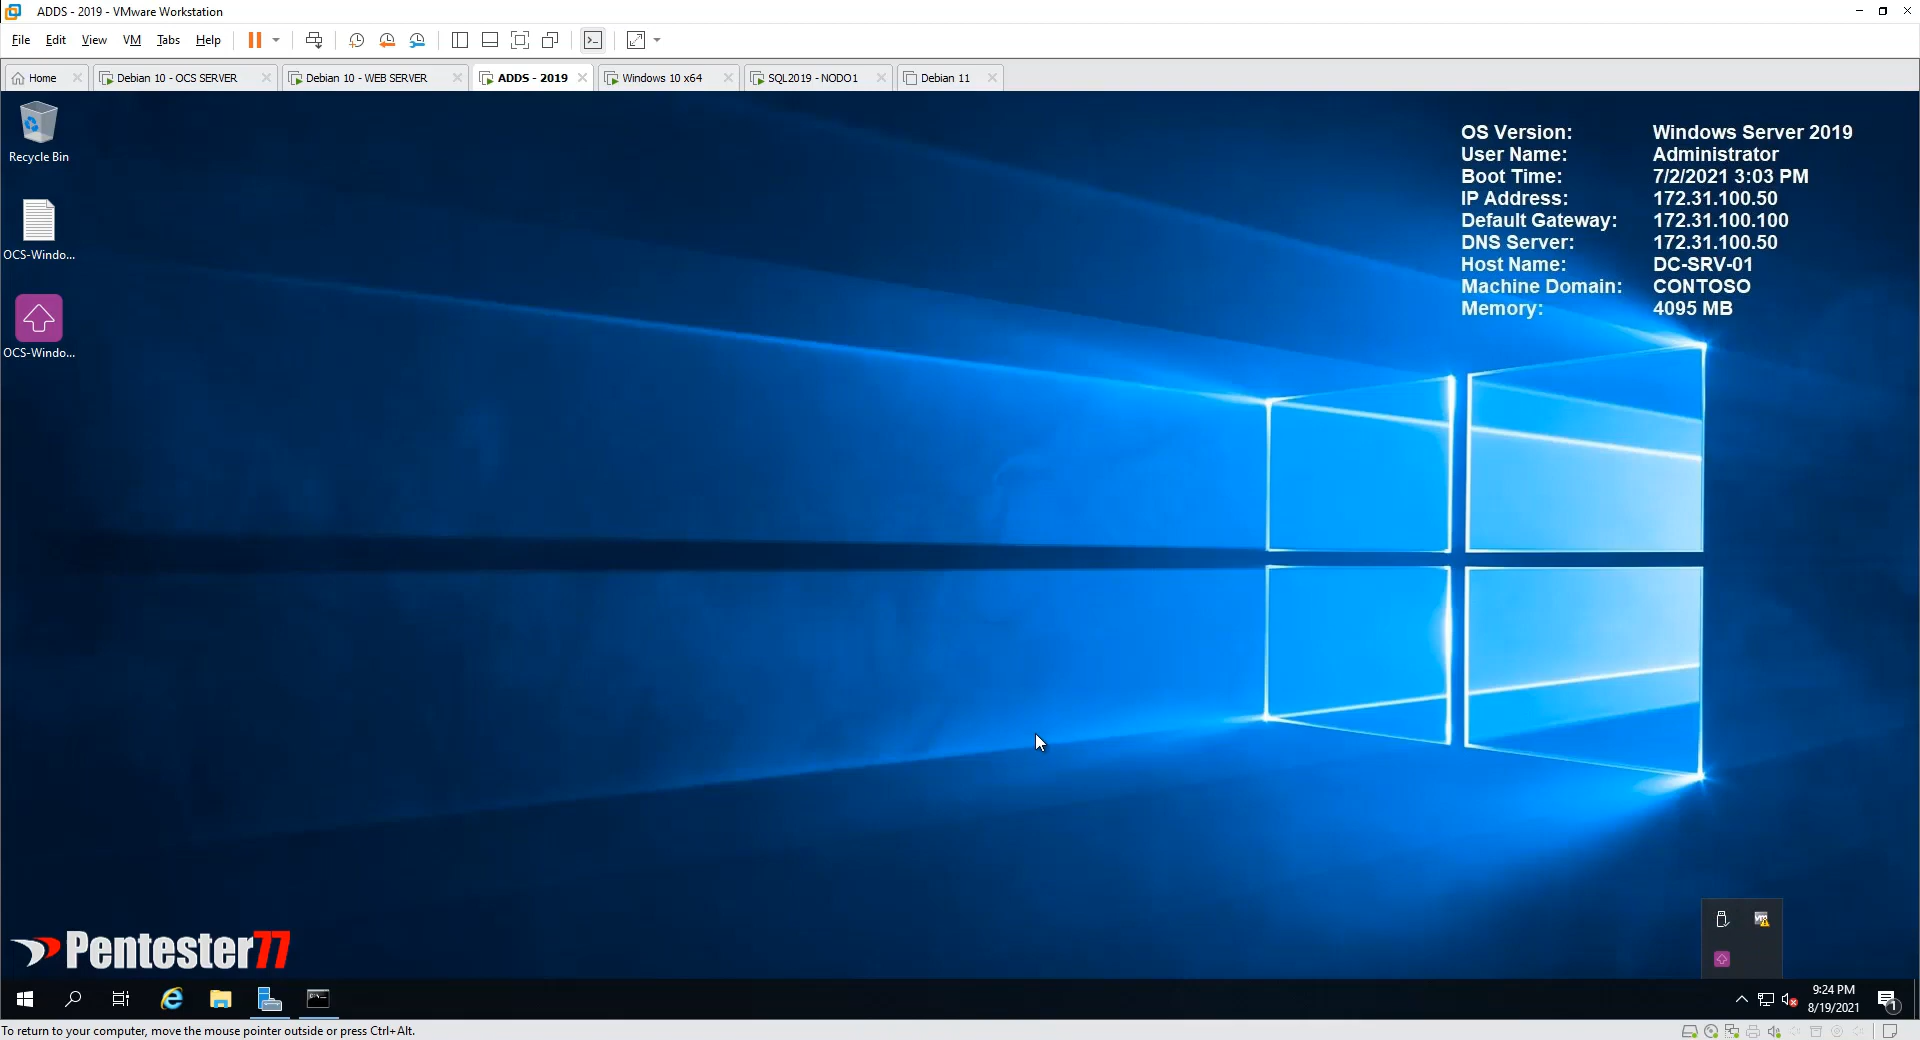 ADDS - 2019 - VMware Workstation
File Edit View VM Tabs Help
Home Debian 10 - OCS SERVER Debian 10 - WEB SERVER ADDS - 2019 Windows 10 x64 SQL2019 - NODO1 Debian 11
Recycle Bin
OCS-Windo...
OCS-Windo...
OS Version: Windows Server 2019
User Name: Administrator
Boot Time: 7/2/2021 3:03 PM
IP Address: 172.31.100.50
Default Gateway: 172.31.100.100
DNS Server: 172.31.100.50
Host Name: DC-SRV-01
Machine Domain: CONTOSO
Memory: 4095 MB
vm
Pentester77
9:24 PM
8/19/2021
1
To return to your computer, move the mouse pointer outside or press Ctrl+Alt.